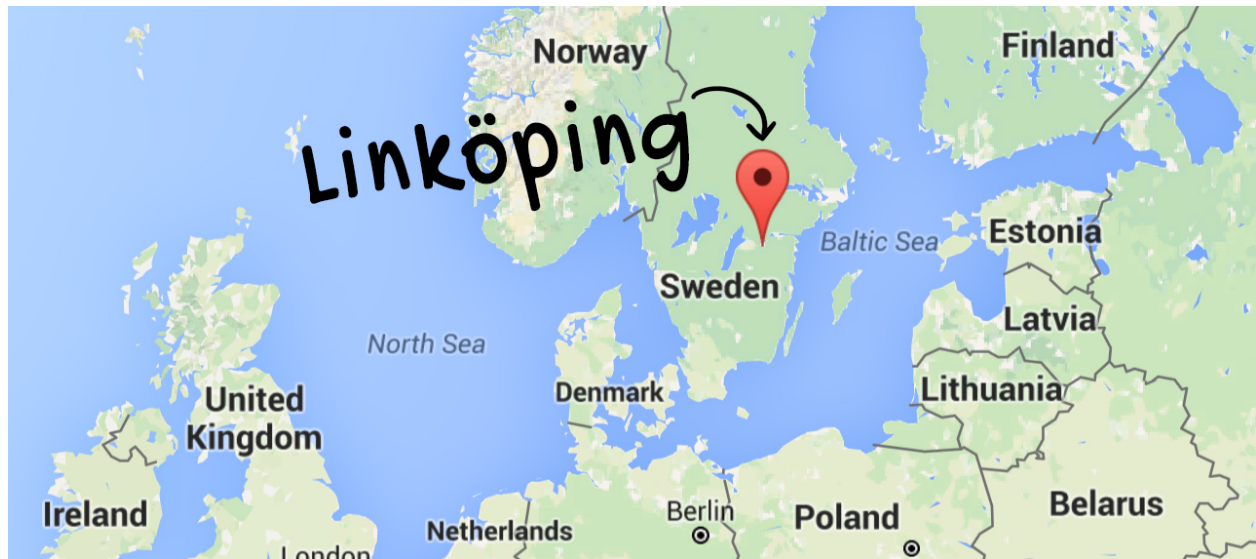 Norway
Finland
Linköping
Baltic Sea
Estonia
Sweden
Latvia
North Sea
Denmark
Lithuania
United
Kingdom
Ireland
Netherlands
Berlin
Poland
Belarus
London